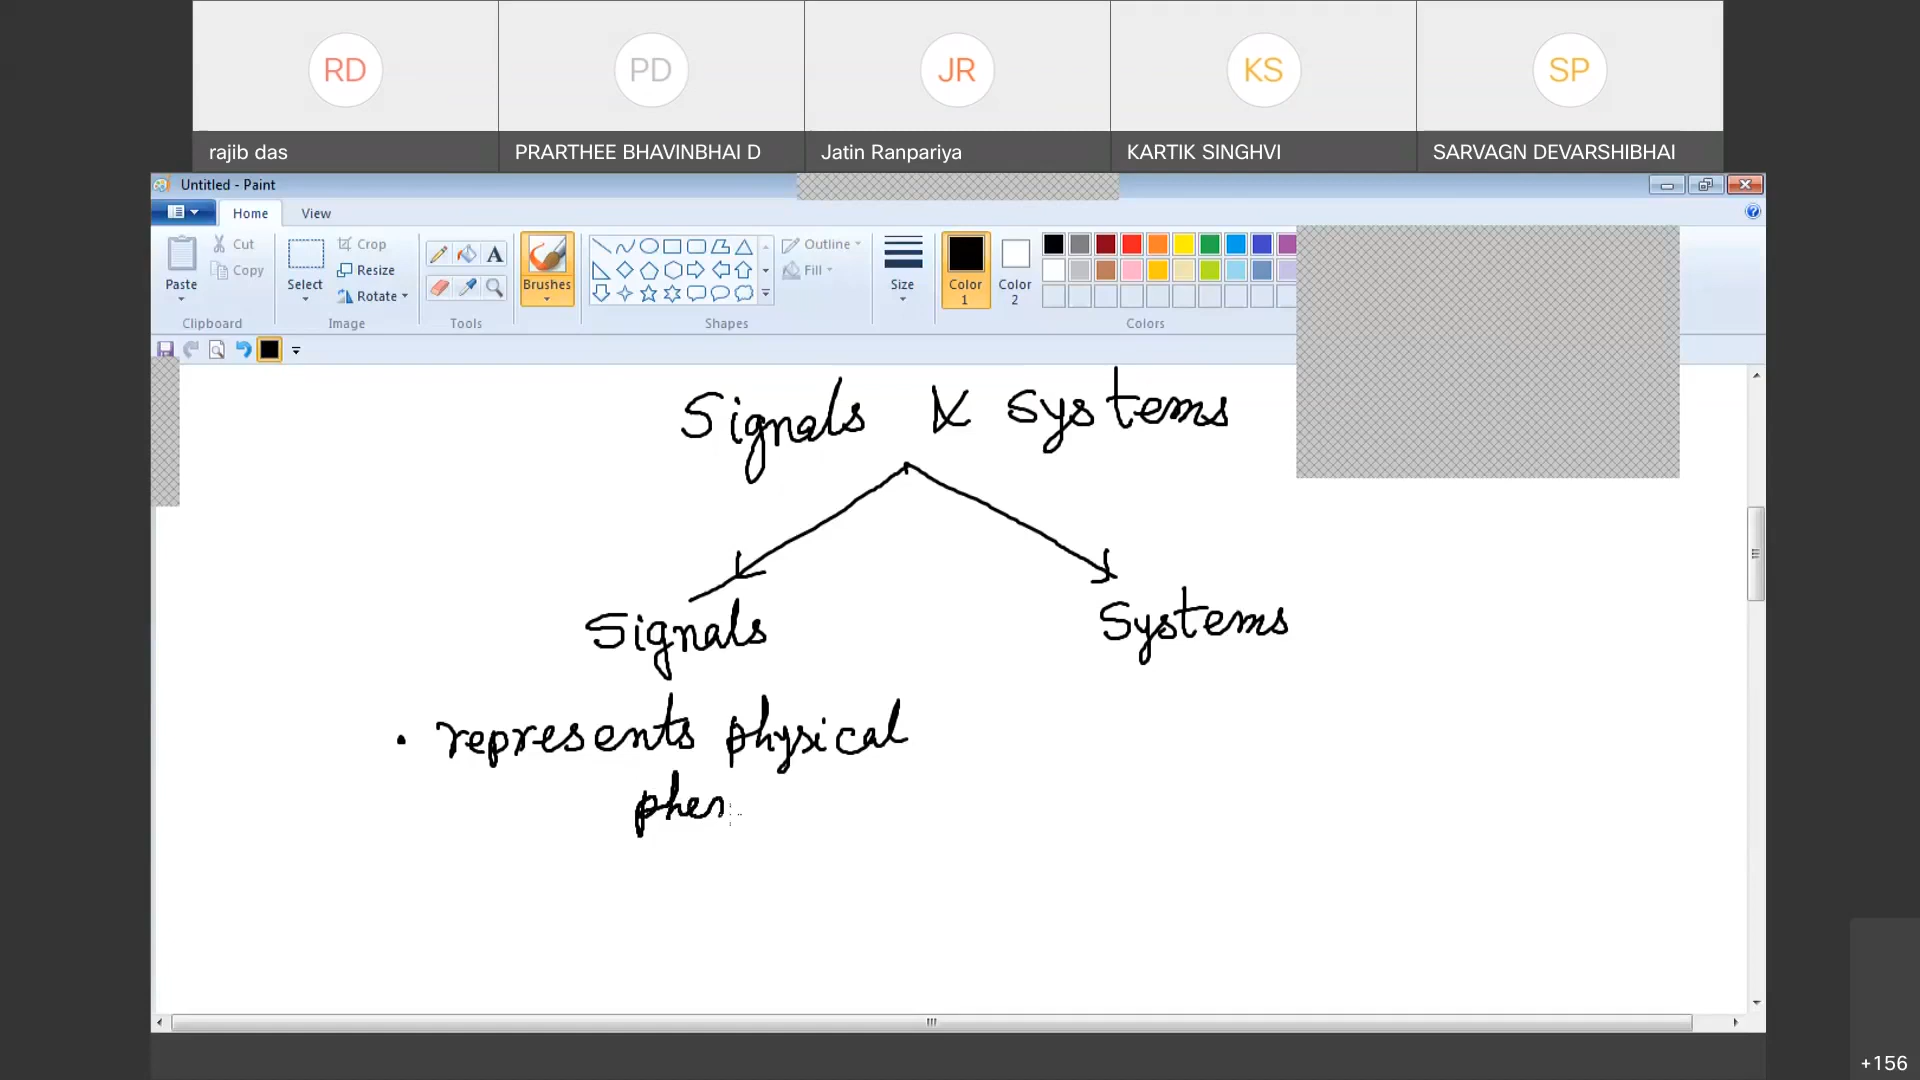 RD PD JR KS SP
rajib das PRARTHEE BHAVINBHAI D Jatin Ranpariya KARTIK SINGHVI SARVAGN DEVARSHIBHAI
Untitled - Paint
Home View
Cut Crop Outline
Copy Resize Fill
Paste Select Rotate Brushes Size Color 1 Color 2
Clipboard Image Tools Shapes Colors
Signals & Systems
Signals Systems
• represents physical
phen
+156